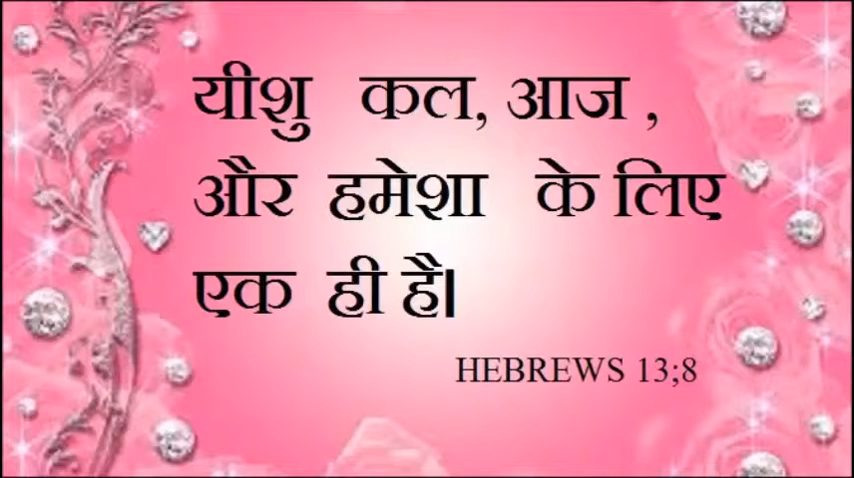 यीशु कल, आज ,
और हमेशा के लिए
एक ही है।
HEBREWS 13;8